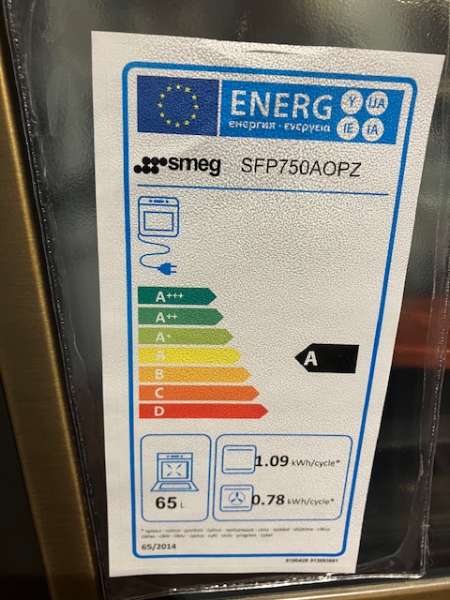 ENERG
Y IJA
IE IA
енергия · ενεργεια
smeg SFP750AOPZ
A+++
A++
A+
A
B
C
D
A
1.09 kWh/cycle*
65 L
0.78 kWh/cycle*
65/2014